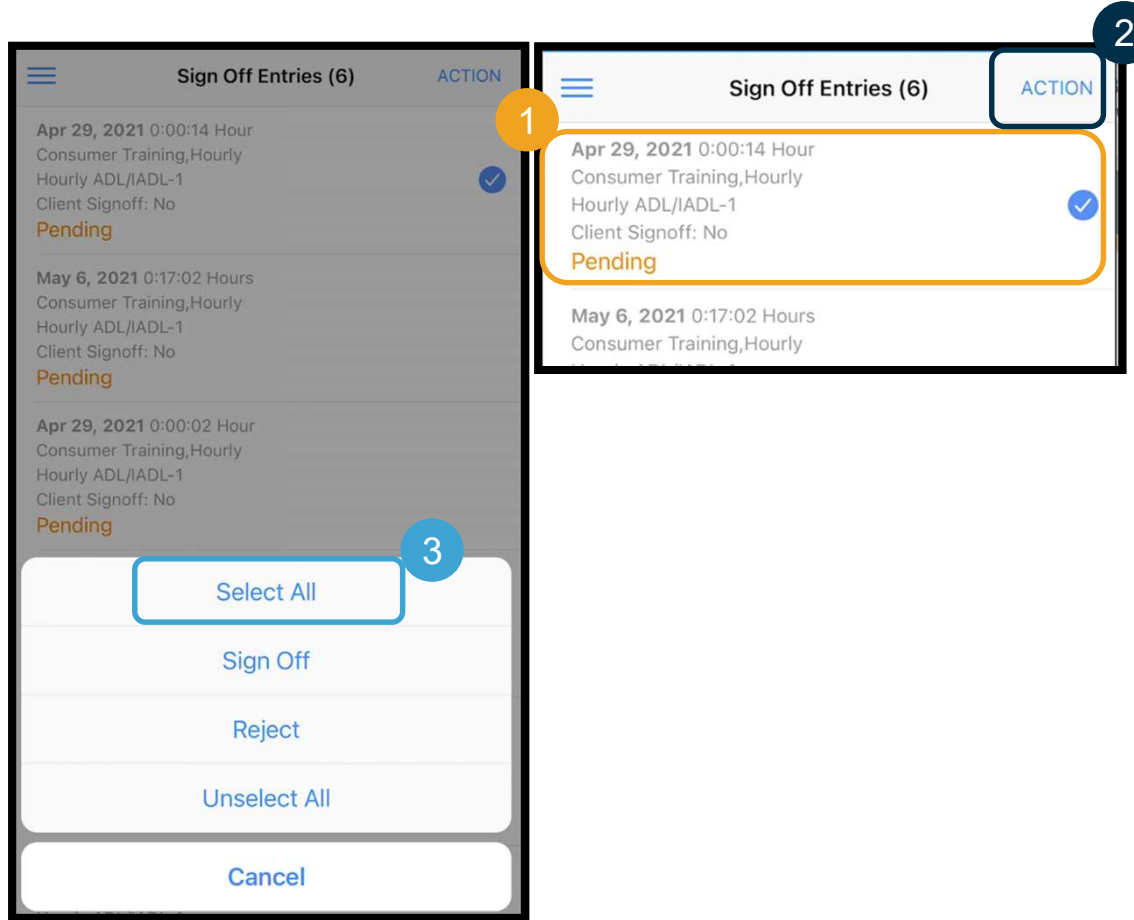 Sign Off Entries (6) ACTION
Apr 29, 2021 0:00:14 Hour
Consumer Training,Hourly
Hourly ADL/IADL-1
Client Signoff: No
Pending
May 6, 2021 0:17:02 Hours
Consumer Training,Hourly
Hourly ADL/IADL-1
Client Signoff: No
Pending
Apr 29, 2021 0:00:02 Hour
Consumer Training,Hourly
Hourly ADL/IADL-1
Client Signoff: No
Pending
3
Select All
Sign Off
Reject
Unselect All
Cancel
2
Sign Off Entries (6) ACTION
1
Apr 29, 2021 0:00:14 Hour
Consumer Training,Hourly
Hourly ADL/IADL-1
Client Signoff: No
Pending
May 6, 2021 0:17:02 Hours
Consumer Training,Hourly